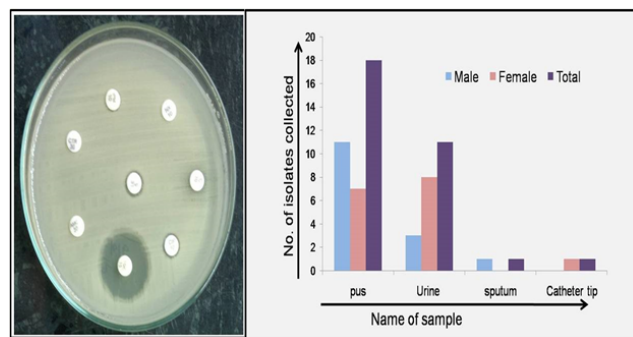 No. of isolates collected
20
18
16
14
12
10
8
6
4
2
0
Male Female Total
pus Urine sputum Catheter tip
Name of sample